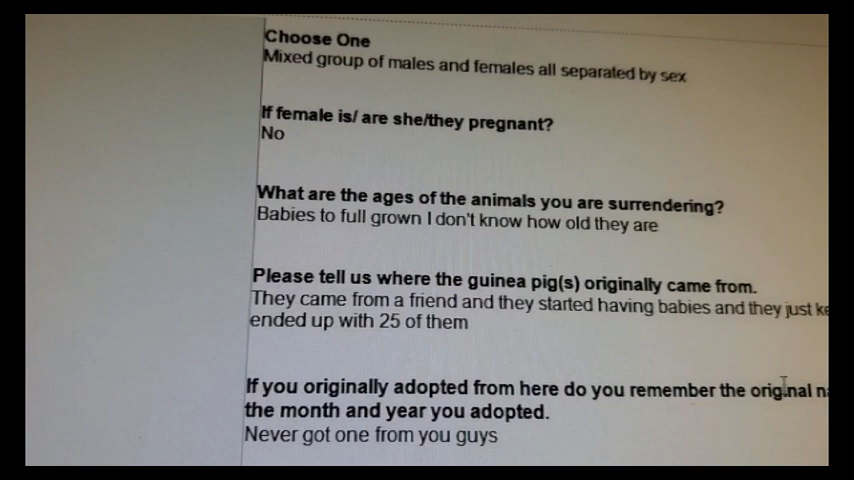 Choose One
Mixed group of males and females all separated by sex
If female is/ are she/they pregnant?
No
What are the ages of the animals you are surrendering?
Babies to full grown I don't know how old they are
Please tell us where the guinea pig(s) originally came from.
They came from a friend and they started having babies and they just
ended up with 25 of them
If you originally adopted from here do you remember the original
the month and year you adopted.
Never got one from you guys